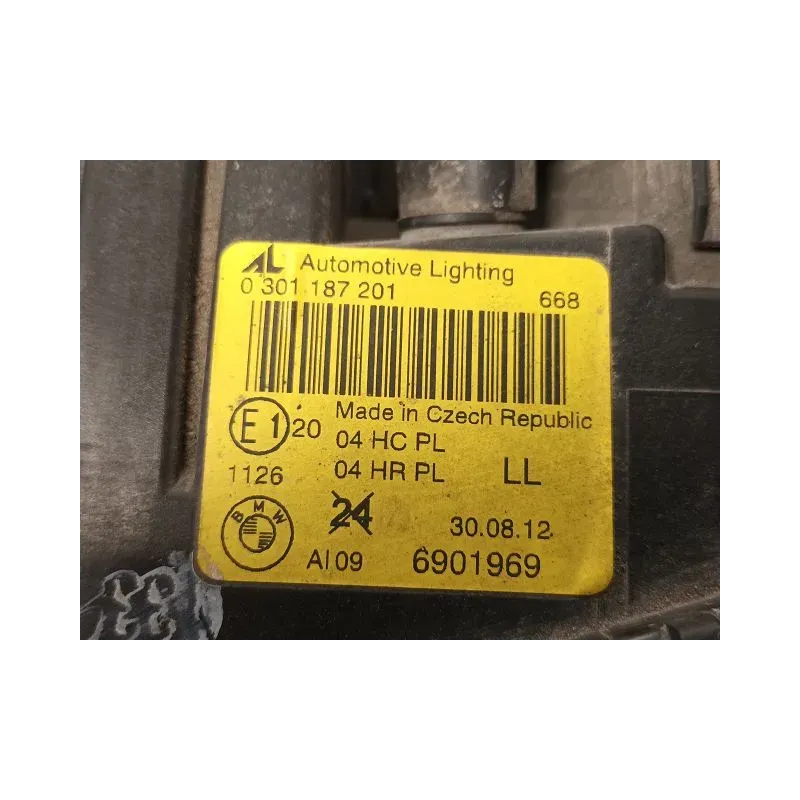 AL Automotive Lighting
0 301 187 201 668
Made in Czech Republic
E1 20 04 HC PL
1126 04 HR PL LL
24
BMW 30.08.12
AI 09 6901969